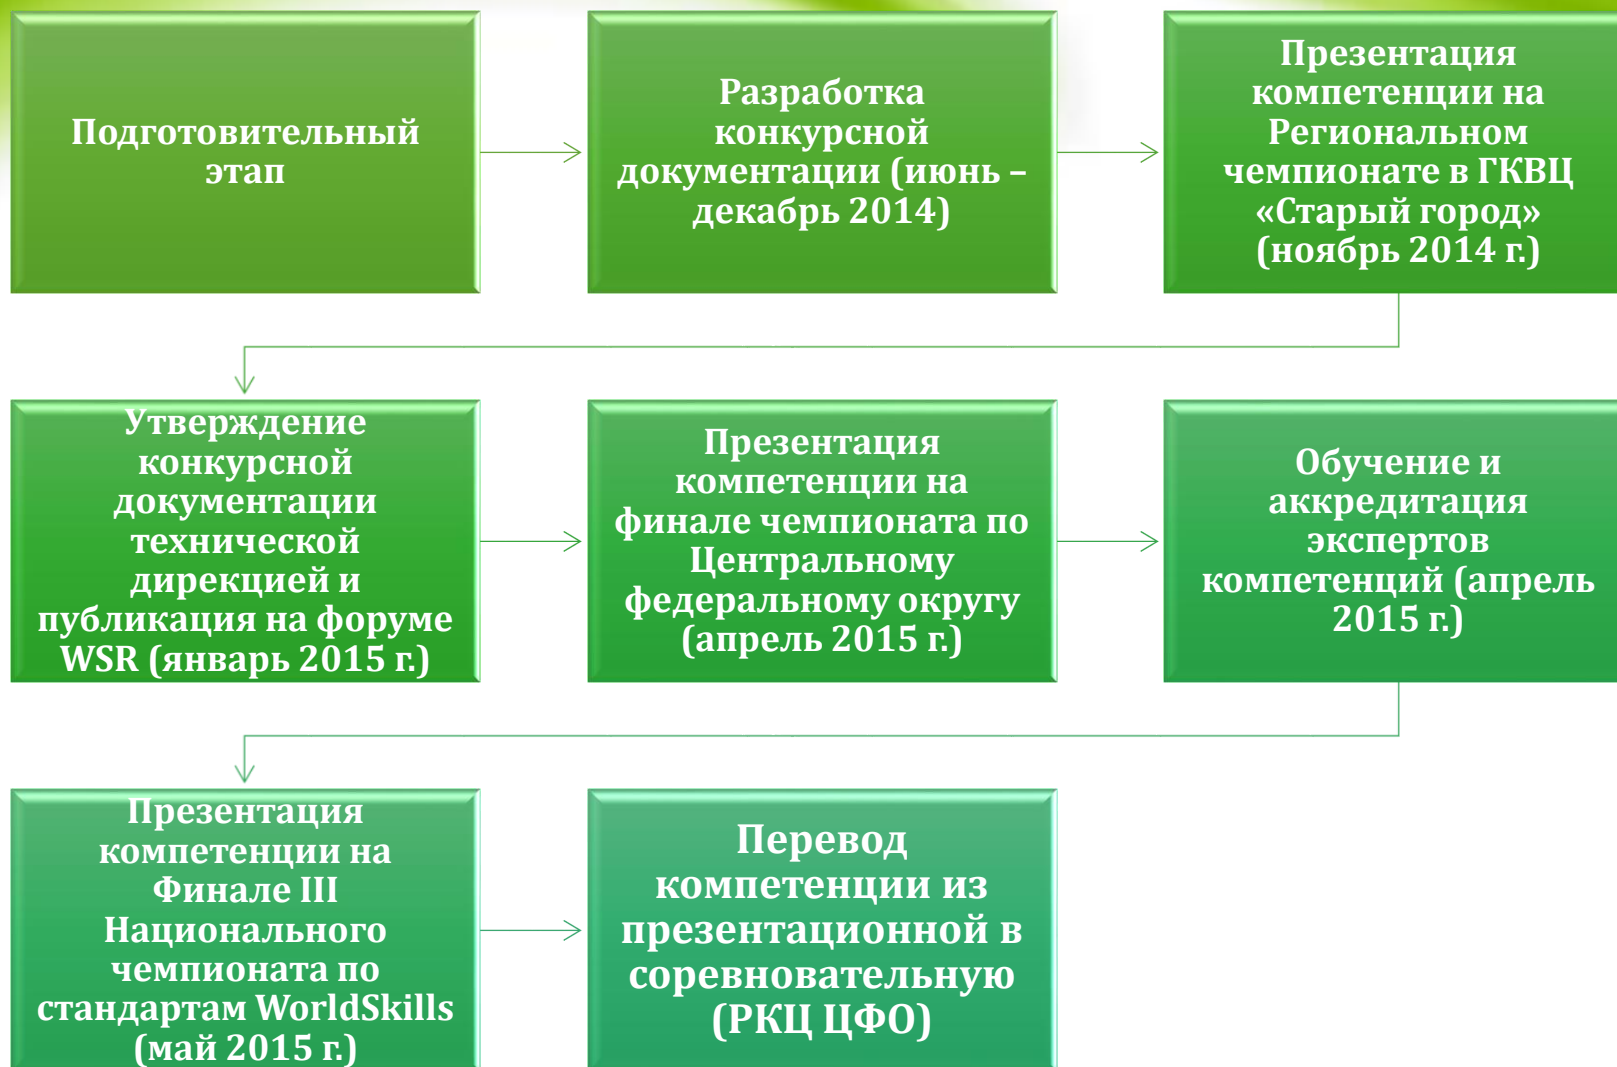 Подготовительный
этап
Разработка
конкурсной
документации (июнь –
декабрь 2014)
Презентация
компетенции на
Региональном
чемпионате в ГКВЦ
«Старый город»
(ноябрь 2014 г.)
Утверждение
конкурсной
документации
технической
дирекцией и
публикация на форуме
WSR (январь 2015 г.)
Презентация
компетенции на
финале чемпионата по
Центральному
федеральному округу
(апрель 2015 г.)
Обучение и
аккредитация
экспертов
компетенций (апрель
2015 г.)
Презентация
компетенции на
Финале III
Национального
чемпионата по
стандартам WorldSkills
(май 2015 г.)
Перевод
компетенции из
презентационной в
соревновательную
(РКЦ ЦФО)